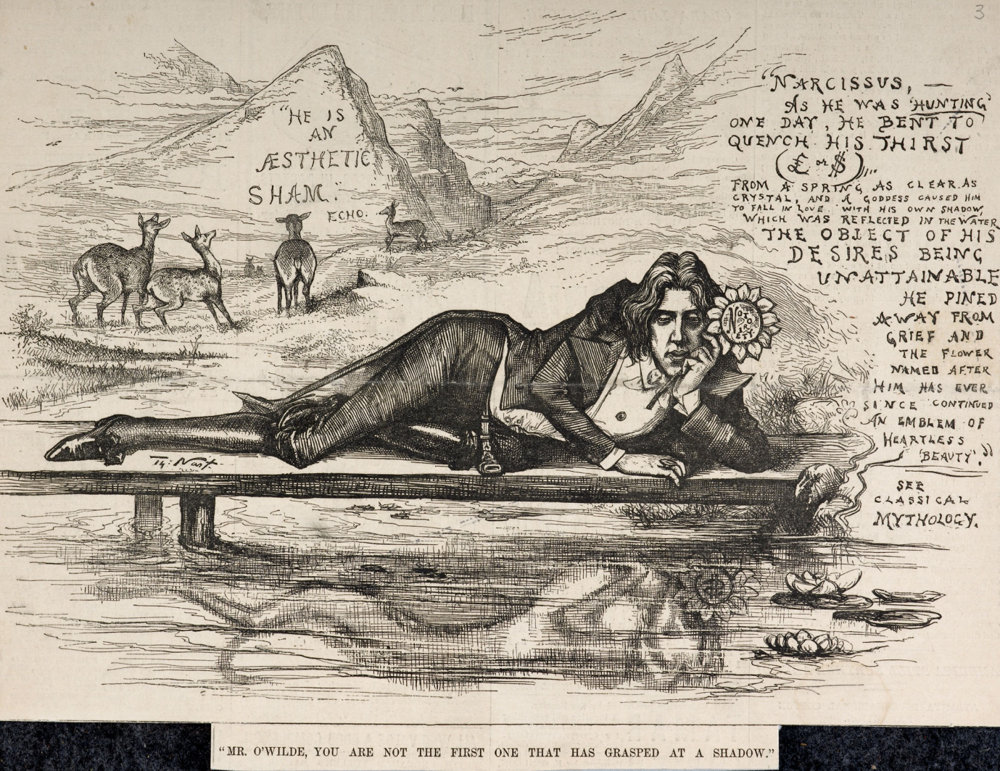 3
"HE IS
AN
ÆSTHETIC
SHAM."
ECHO.
"NARCISSUS, —
AS HE WAS 'HUNTING'
ONE DAY, HE BENT TO
QUENCH HIS THIRST
(£ or $)
FROM A SPRING AS CLEAR AS
CRYSTAL, AND A GODDESS CAUSED HIM
TO FALL IN LOVE WITH HIS OWN SHADOW,
WHICH WAS REFLECTED IN THE WATER
THE OBJECT OF HIS
DESIRES BEING
UNATTAINABLE
HE PINED
AWAY FROM
GRIEF AND
THE FLOWER
NAMED AFTER
HIM HAS EVER
SINCE CONTINUED
AN EMBLEM OF
HEARTLESS
'BEAUTY'."
SEE
CLASSICAL
MYTHOLOGY.
NOTORIETY
Th: Nast.
$
"MR. O'WILDE, YOU ARE NOT THE FIRST ONE THAT HAS GRASPED AT A SHADOW."